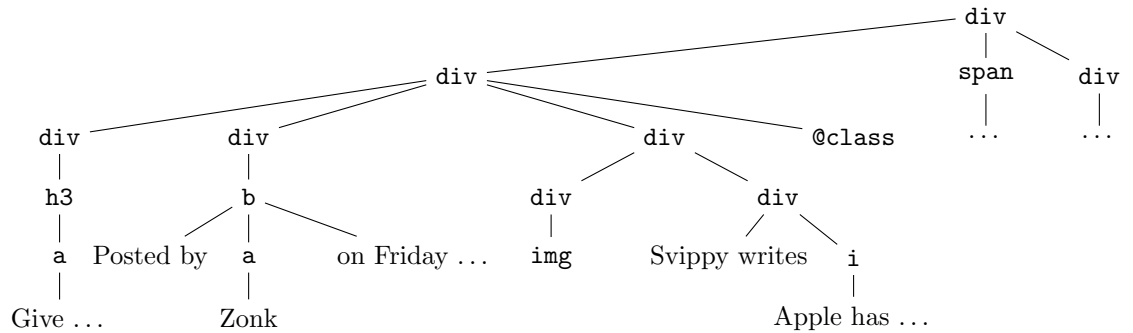 div
div span div
div div div @class ... ...
h3 b div div
a Posted by a on Friday ... img Svippy writes i
Give ... Zonk Apple has ...